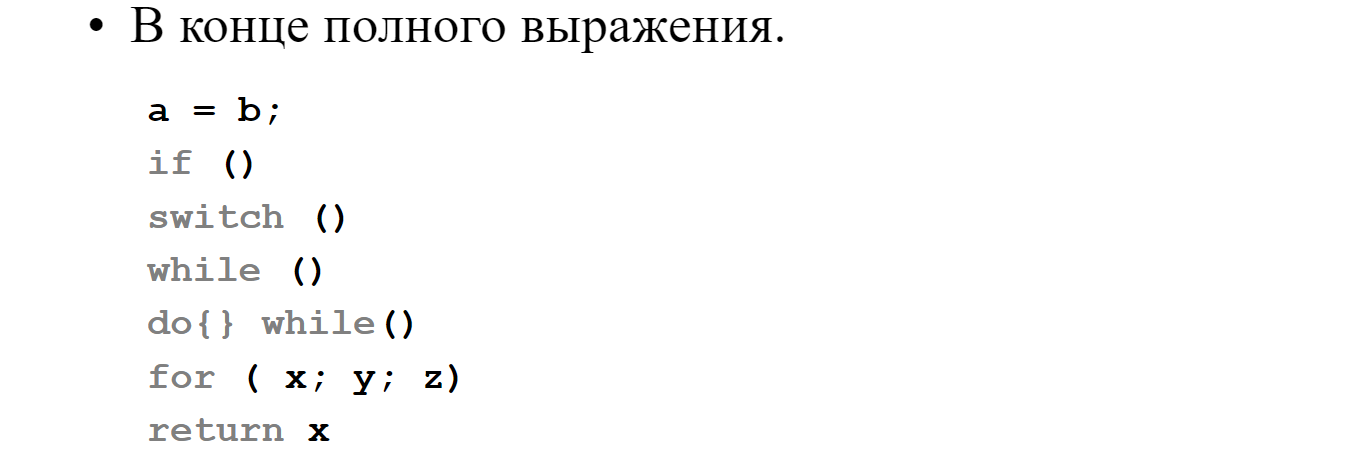 • В конце полного выражения.
a = b;
if ()
switch ()
while ()
do{} while()
for ( x; y; z)
return x